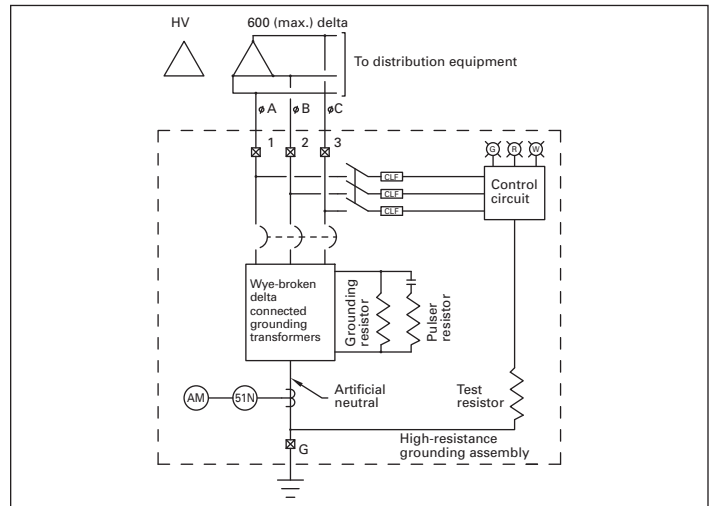 HV
600 (max.) delta
To distribution equipment
øA
øB
øC
1
2
3
G
R
W
CLF
CLF
CLF
Control
circuit
Wye-broken
delta
connected
grounding
transformers
Grounding
resistor
Pulser
resistor
AM
51N
Artificial
neutral
Test
resistor
G
High-resistance
grounding assembly